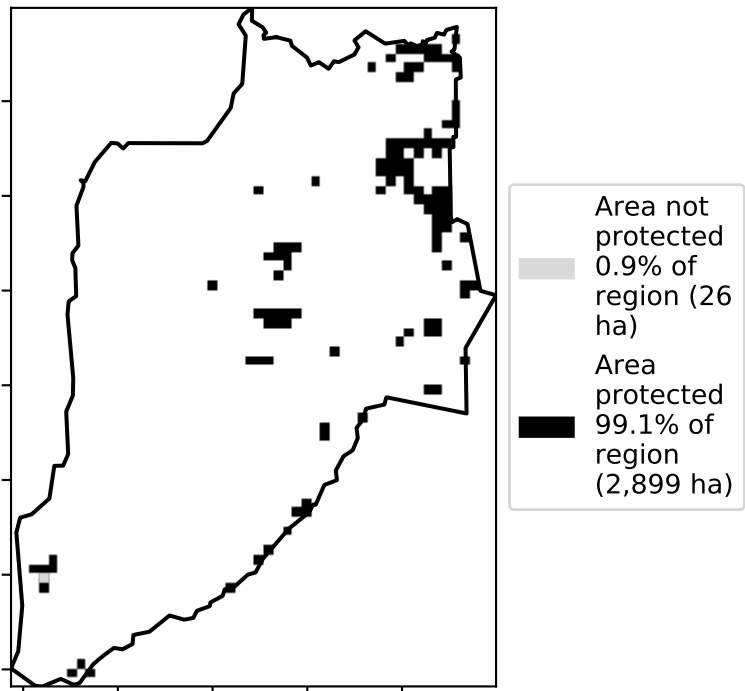 Area not
protected
0.9% of
region (26
ha)
Area
protected
99.1% of
region
(2,899 ha)